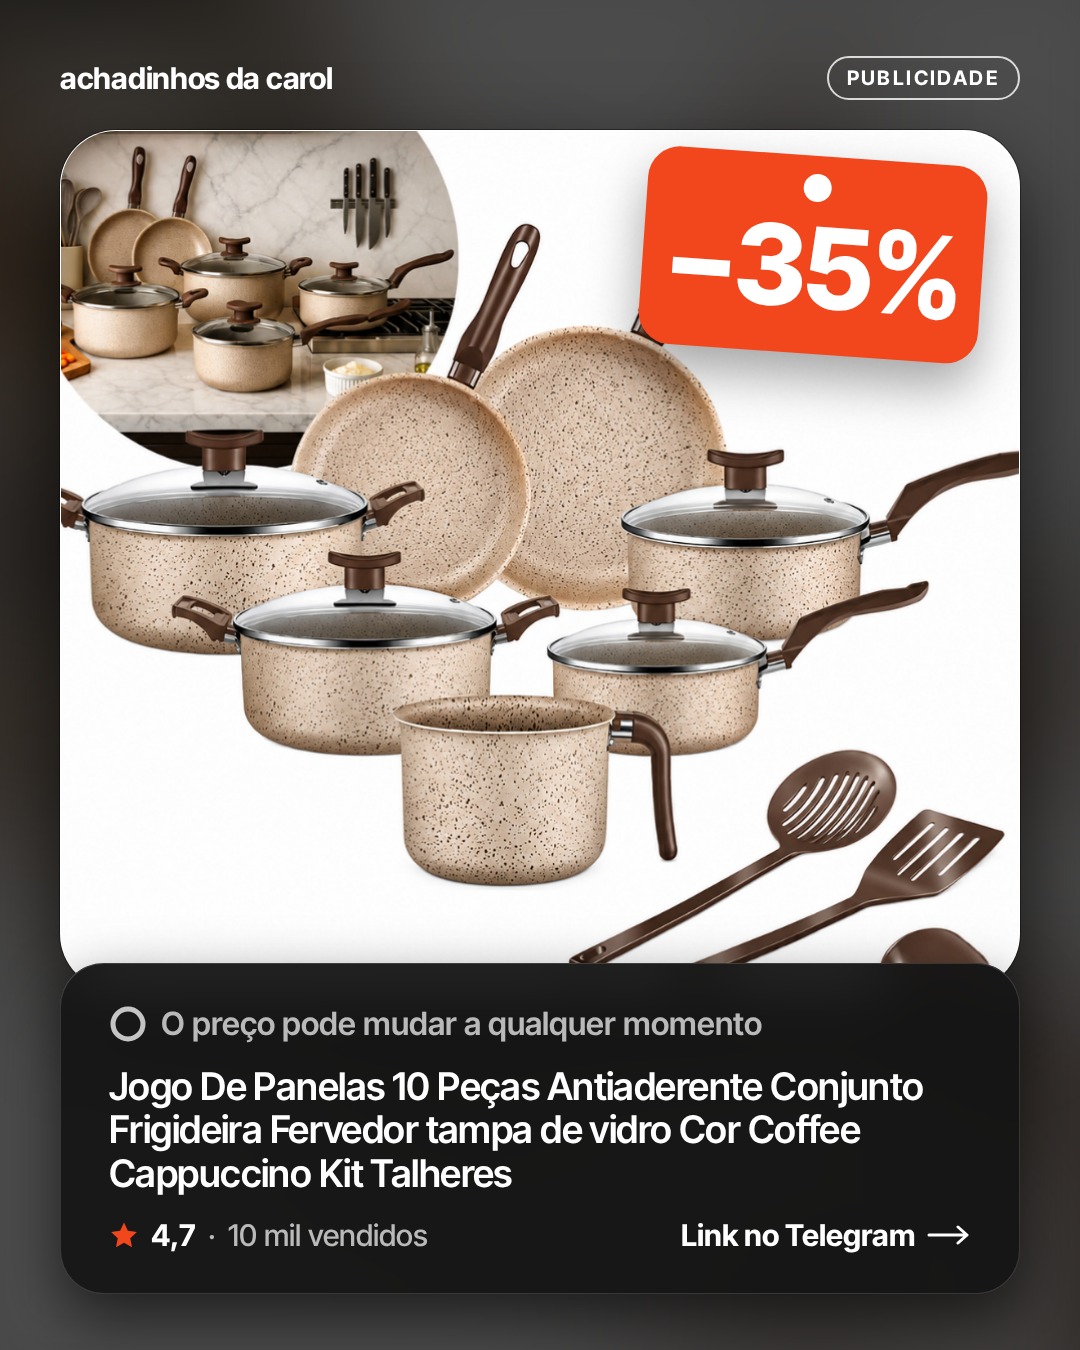 achadinhos da carol
PUBLICIDADE
-35%
O preço pode mudar a qualquer momento
Jogo De Panelas 10 Peças Antiaderente Conjunto
Frigideira Fervedor tampa de vidro Cor Coffee
Cappuccino Kit Talheres
4,7 · 10 mil vendidos
Link no Telegram →